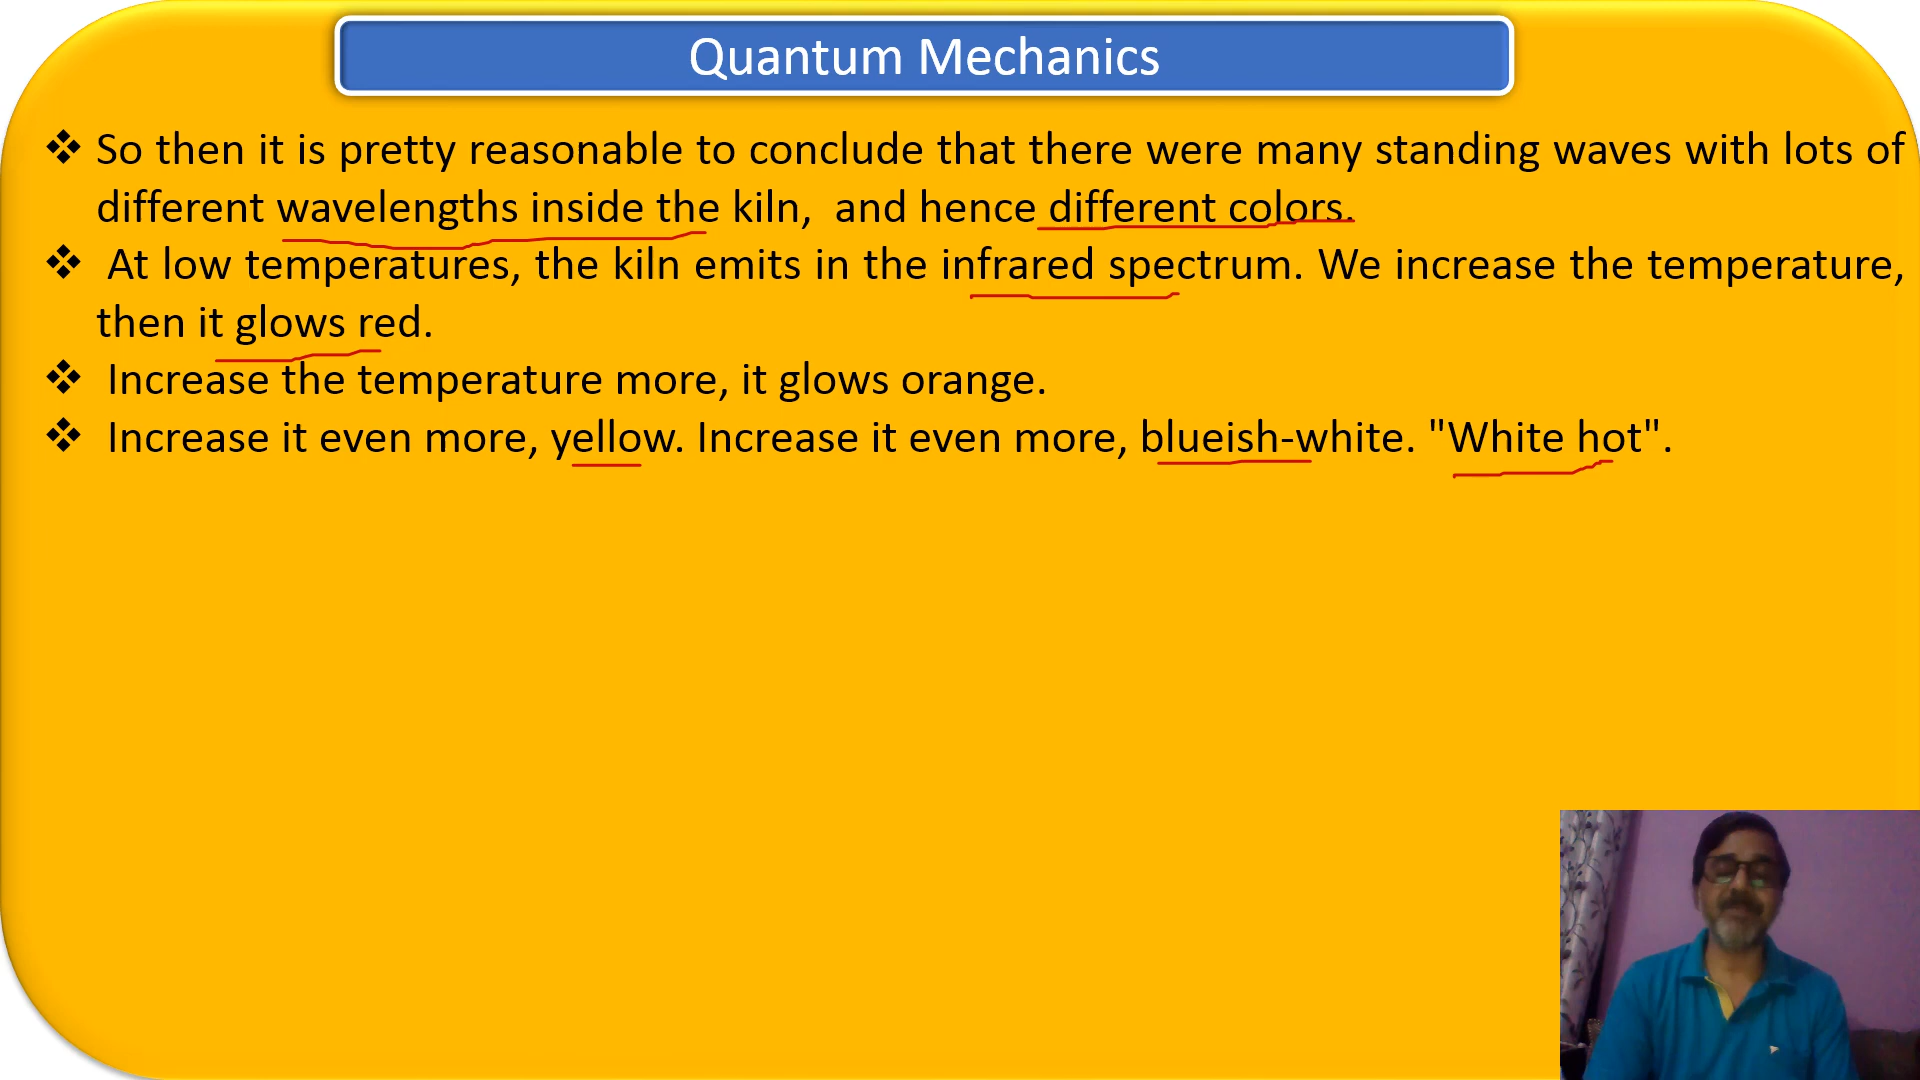 Quantum Mechanics
❖ So then it is pretty reasonable to conclude that there were many standing waves with lots of
different wavelengths inside the kiln, and hence different colors.
❖ At low temperatures, the kiln emits in the infrared spectrum. We increase the temperature,
then it glows red.
❖ Increase the temperature more, it glows orange.
❖ Increase it even more, yellow. Increase it even more, blueish-white. "White hot".